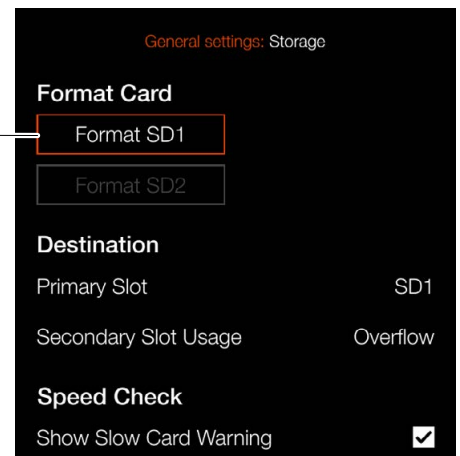 General settings: Storage
Format Card
Format SD1
Format SD2
Destination
Primary Slot SD1
Secondary Slot Usage Overflow
Speed Check
Show Slow Card Warning